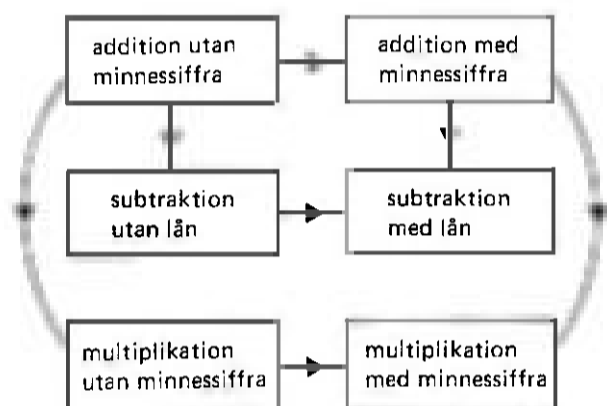 addition utan
minnessiffra
addition med
minnessiffra
subtraktion
utan lån
subtraktion
med lån
multiplikation
utan minnessiffra
multiplikation
med minnessiffra